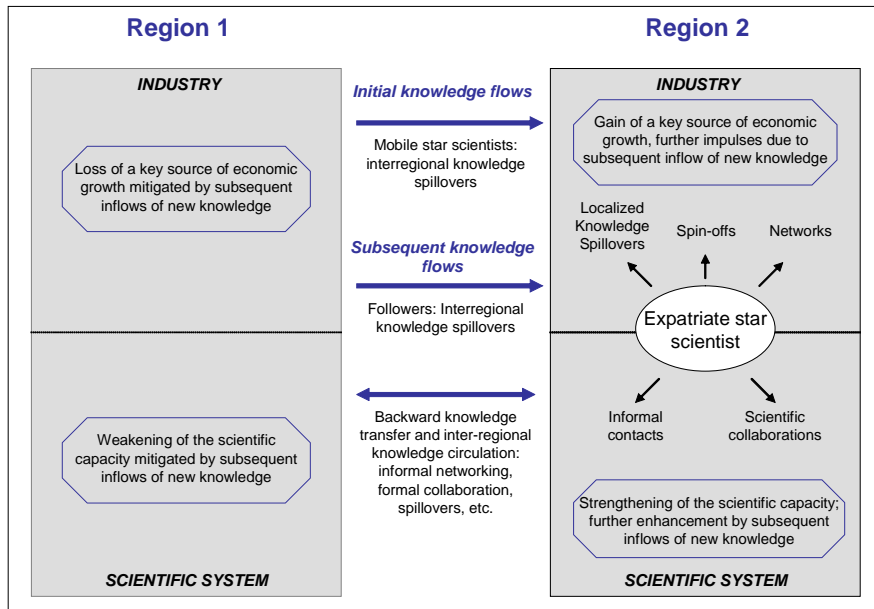 Region 1
INDUSTRY
Loss of a key source of economic
growth mitigated by subsequent
inflows of new knowledge
Weakening of the scientific
capacity mitigated by subsequent
inflows of new knowledge
SCIENTIFIC SYSTEM
Initial knowledge flows
Mobile star scientists:
interregional knowledge
spillovers
Subsequent knowledge
flows
Followers: Interregional
knowledge spillovers
Backward knowledge
transfer and inter-regional
knowledge circulation:
informal networking,
formal collaboration,
spillovers, etc.
Region 2
INDUSTRY
Gain of a key source of economic
growth, further impulses due to
subsequent inflow of new knowledge
Localized
Knowledge
Spillovers
Spin-offs
Networks
Expatriate star
scientist
Informal
contacts
Scientific
collaborations
Strengthening of the scientific capacity;
further enhancement by subsequent
inflows of new knowledge
SCIENTIFIC SYSTEM